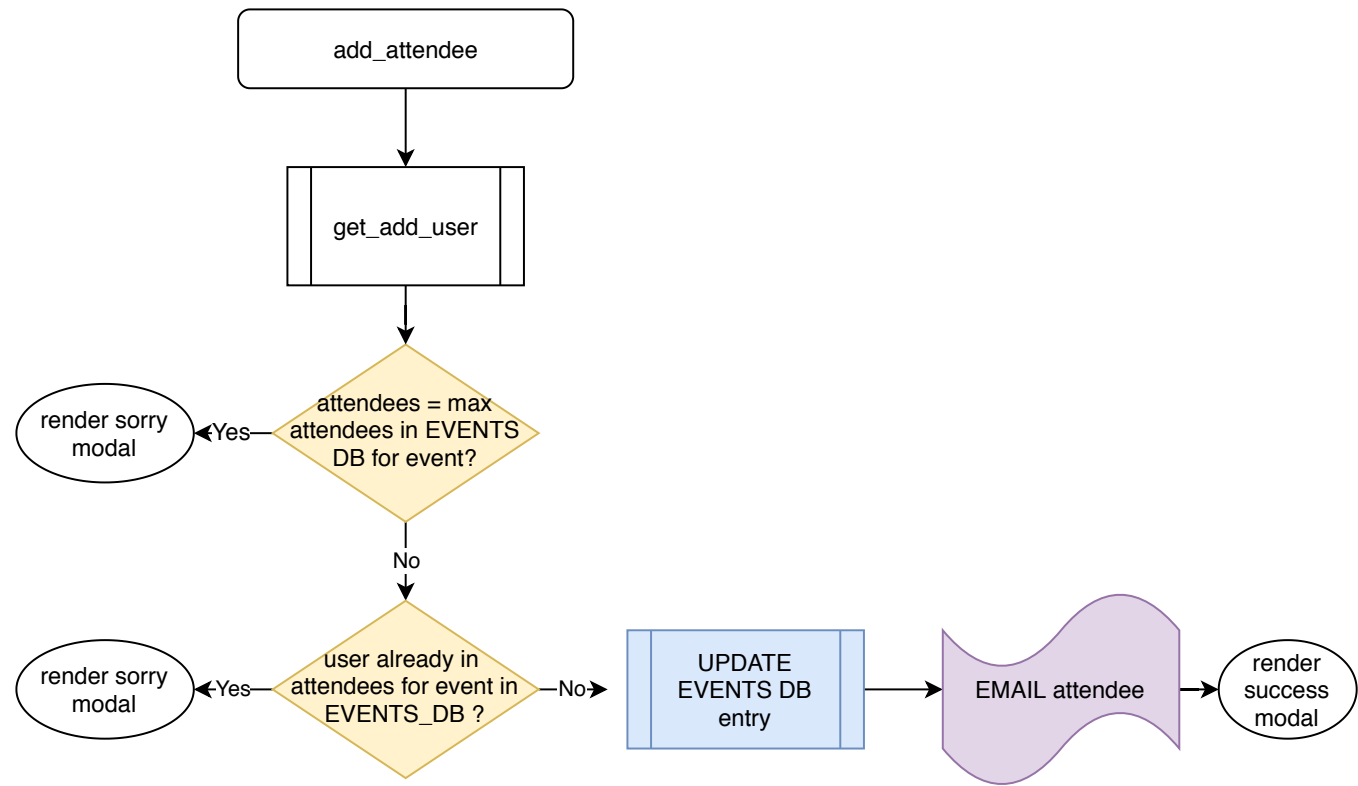 add_attendee
get_add_user
attendees = max
attendees in EVENTS
DB for event?
Yes
render sorry
modal
No
user already in
attendees for event in
EVENTS_DB ?
Yes
render sorry
modal
No
UPDATE
EVENTS DB
entry
EMAIL attendee
render
success
modal